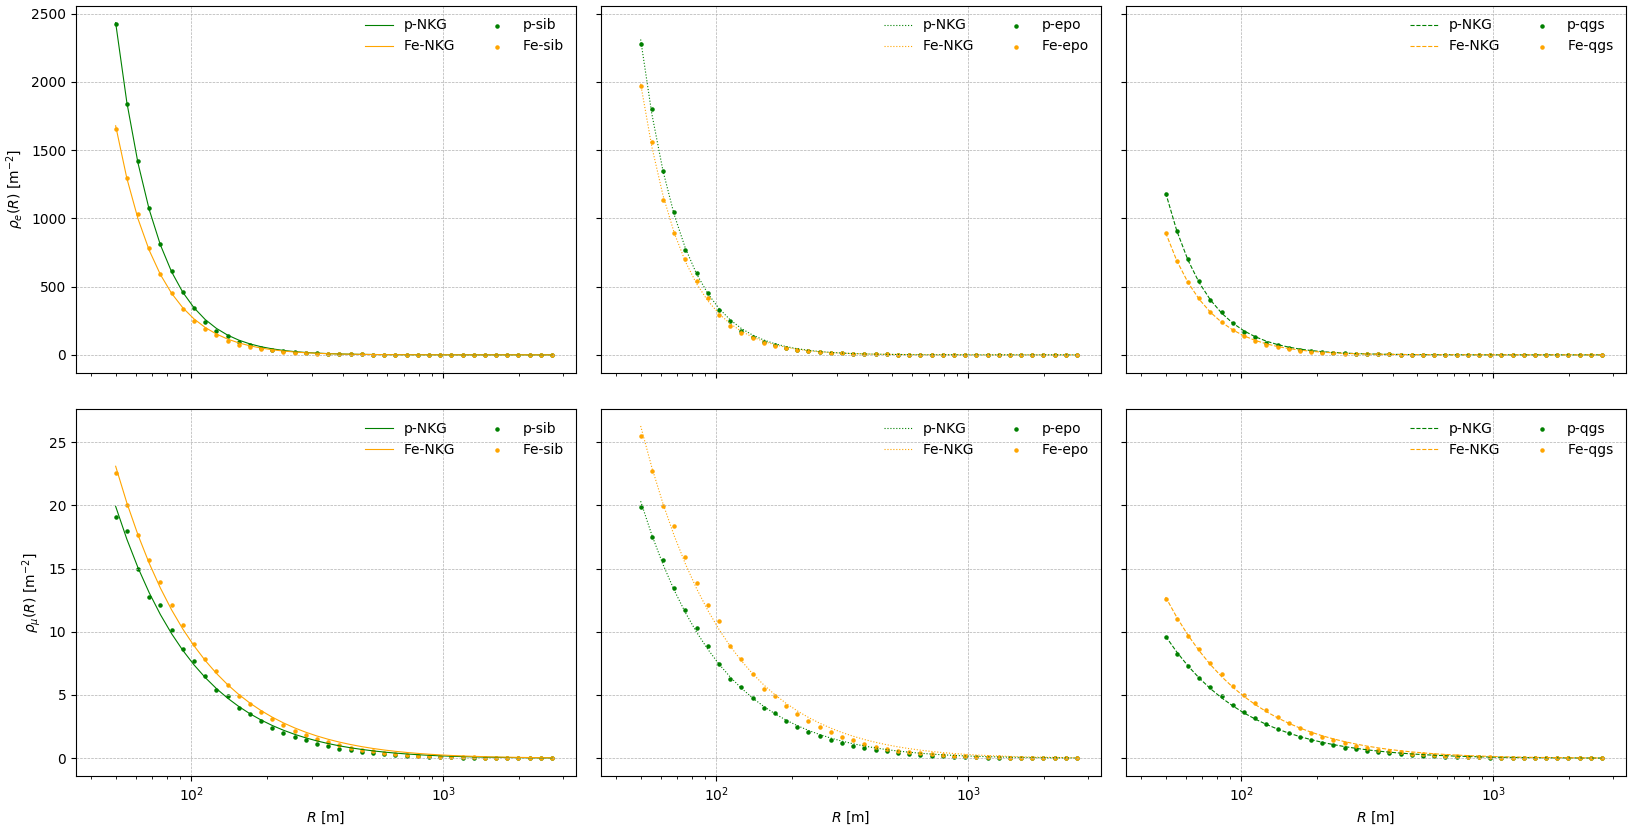 p-NKG p-sib
Fe-NKG Fe-sib
p-NKG p-epo
Fe-NKG Fe-epo
p-NKG p-qgs
Fe-NKG Fe-qgs
2500
2000
1500
1000
500
0
ρe(R) [m⁻²]
p-NKG p-sib
Fe-NKG Fe-sib
p-NKG p-epo
Fe-NKG Fe-epo
p-NKG p-qgs
Fe-NKG Fe-qgs
25
20
15
10
5
0
ρμ(R) [m⁻²]
10² 10³
10² 10³
10² 10³
R [m]
R [m]
R [m]